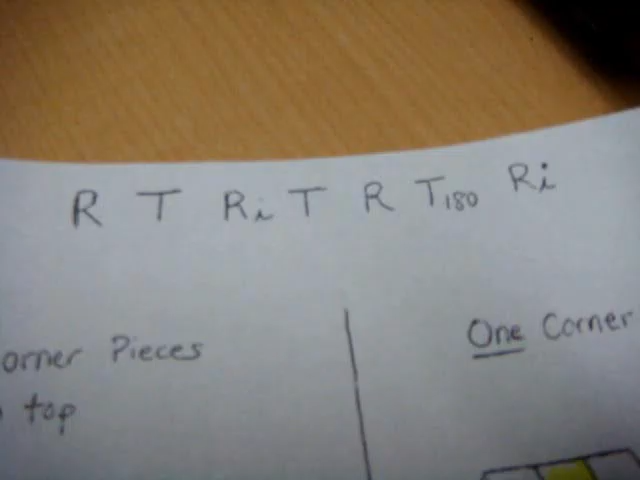 R T Ri T R T180 Ri
orner Pieces
top
One Corner